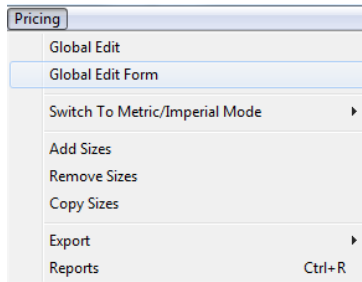 Pricing
Global Edit
Global Edit Form
Switch To Metric/Imperial Mode
Add Sizes
Remove Sizes
Copy Sizes
Export
Reports Ctrl+R